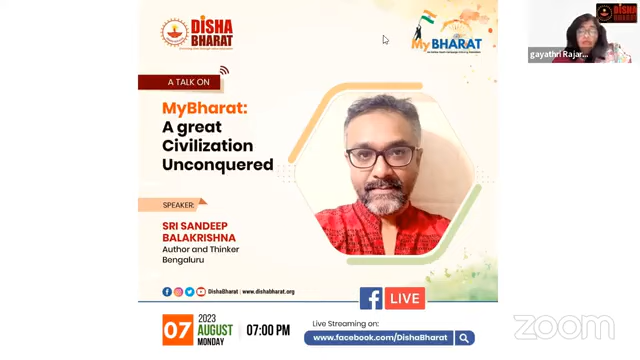 DISHA
BHARAT
My BHARAT
A TALK ON
MyBharat:
A great
Civilization
Unconquered
SPEAKER:
SRI SANDEEP
BALAKRISHNA
Author and Thinker
Bengaluru
DishaBharat | www.dishabharat.org
f LIVE
07
2023
AUGUST
MONDAY
07:00 PM
Live Streaming on:
www.facebook.com/DishaBharat
gayathri Rajar...
DISHA
BHARAT
zoom